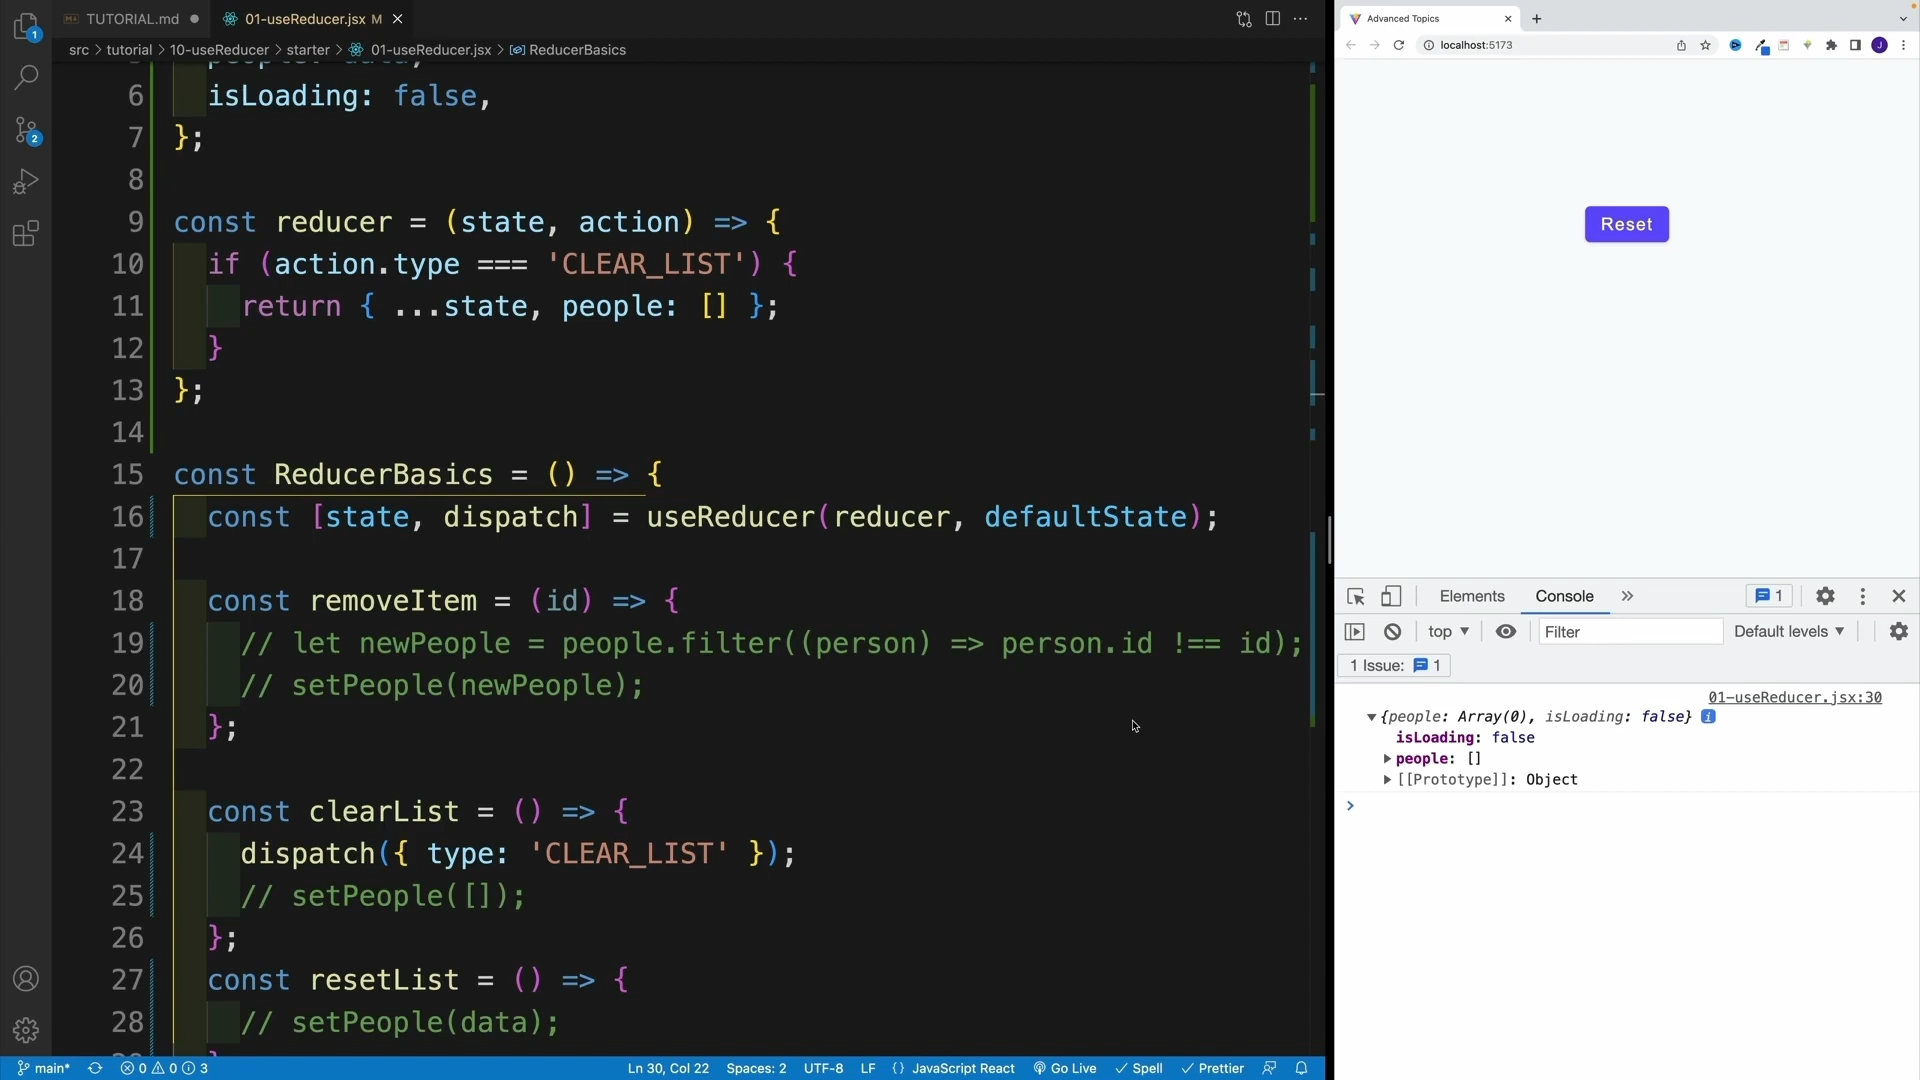 TUTORIAL.md
01-useReducer.jsx M
src > tutorial > 10-useReducer > starter > 01-useReducer.jsx > ReducerBasics
people: data,
6 isLoading: false,
7 };
8
9 const reducer = (state, action) => {
10 if (action.type === 'CLEAR_LIST') {
11 return { ...state, people: [] };
12 }
13 };
14
15 const ReducerBasics = () => {
16 const [state, dispatch] = useReducer(reducer, defaultState);
17
18 const removeItem = (id) => {
19 // let newPeople = people.filter((person) => person.id !== id);
20 // setPeople(newPeople);
21 };
22
23 const clearList = () => {
24 dispatch({ type: 'CLEAR_LIST' });
25 // setPeople([]);
26 };
27 const resetList = () => {
28 // setPeople(data);
1
2
main* 0 0 3 Ln 30, Col 22 Spaces: 2 UTF-8 LF {} JavaScript React Go Live Spell Prettier
Advanced Topics
localhost:5173
J
Reset
Elements Console 1
top Filter Default levels
1 Issue: 1
01-useReducer.jsx:30
{people: Array(0), isLoading: false} i
isLoading: false
people: []
[[Prototype]]: Object